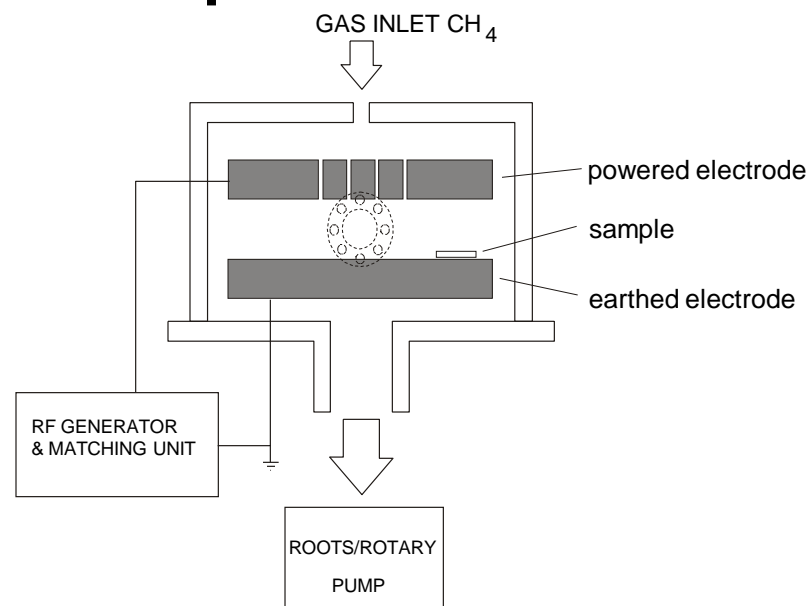 GAS INLET CH4
powered electrode
sample
earthed electrode
RF GENERATOR
& MATCHING UNIT
ROOTS/ROTARY
PUMP